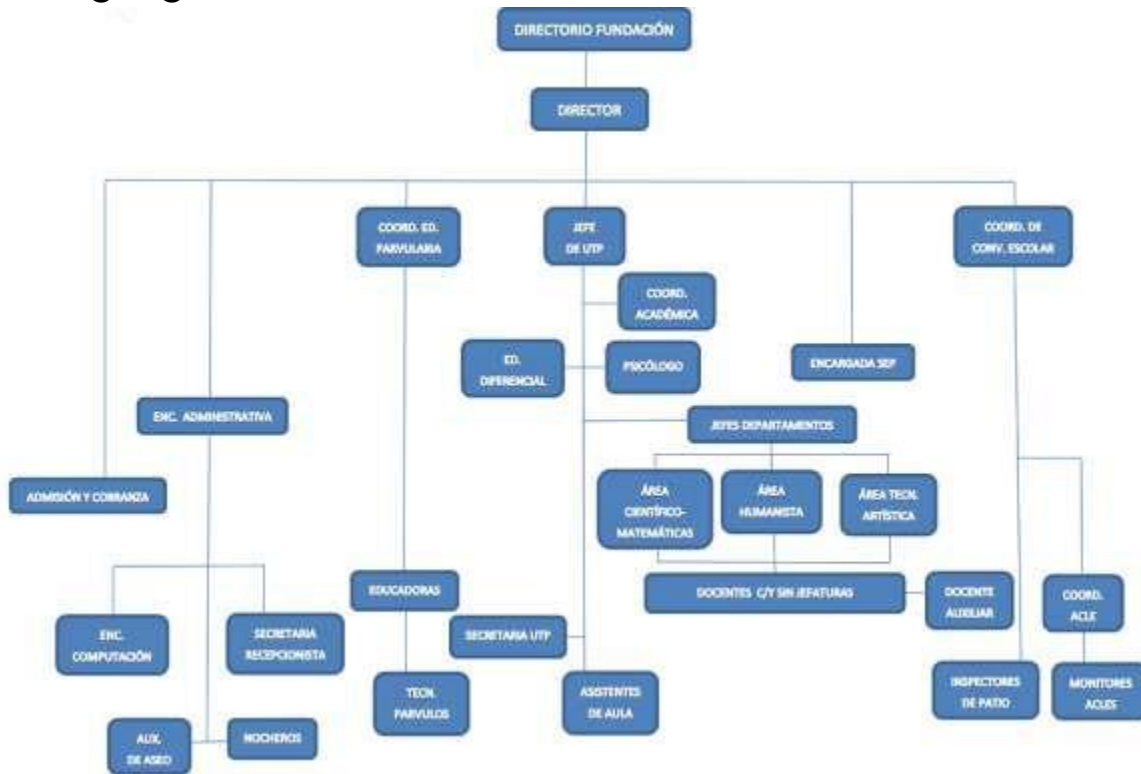 DIRECTORIO FUNDACIÓN
DIRECTOR
COORD. ED.
PARVULARIA
JEFE
DE UTP
COORD. DE
CONV. ESCOLAR
COORD.
ACADÉMICA
ED.
DIFERENCIAL
PSICÓLOGO
ENCARGADA SEP
ENC. ADMINISTRATIVA
JEFES DEPARTAMENTOS
ADMISIÓN Y COBRANZA
ÁREA
CIENTÍFICO-
MATEMÁTICAS
ÁREA
HUMANISTA
ÁREA TECN.
ARTÍSTICA
EDUCADORAS
DOCENTES C/Y SIN JEFATURAS
DOCENTE
AUXILIAR
COORD.
ACLE
ENC.
COMPUTACIÓN
SECRETARIA
RECEPCIONISTA
SECRETARIA UTP
TECN.
PARVULOS
ASISTENTES
DE AULA
INSPECTORES
DE PATIO
MONITORES
ACLES
AUX.
DE ASEO
NOCHEROS